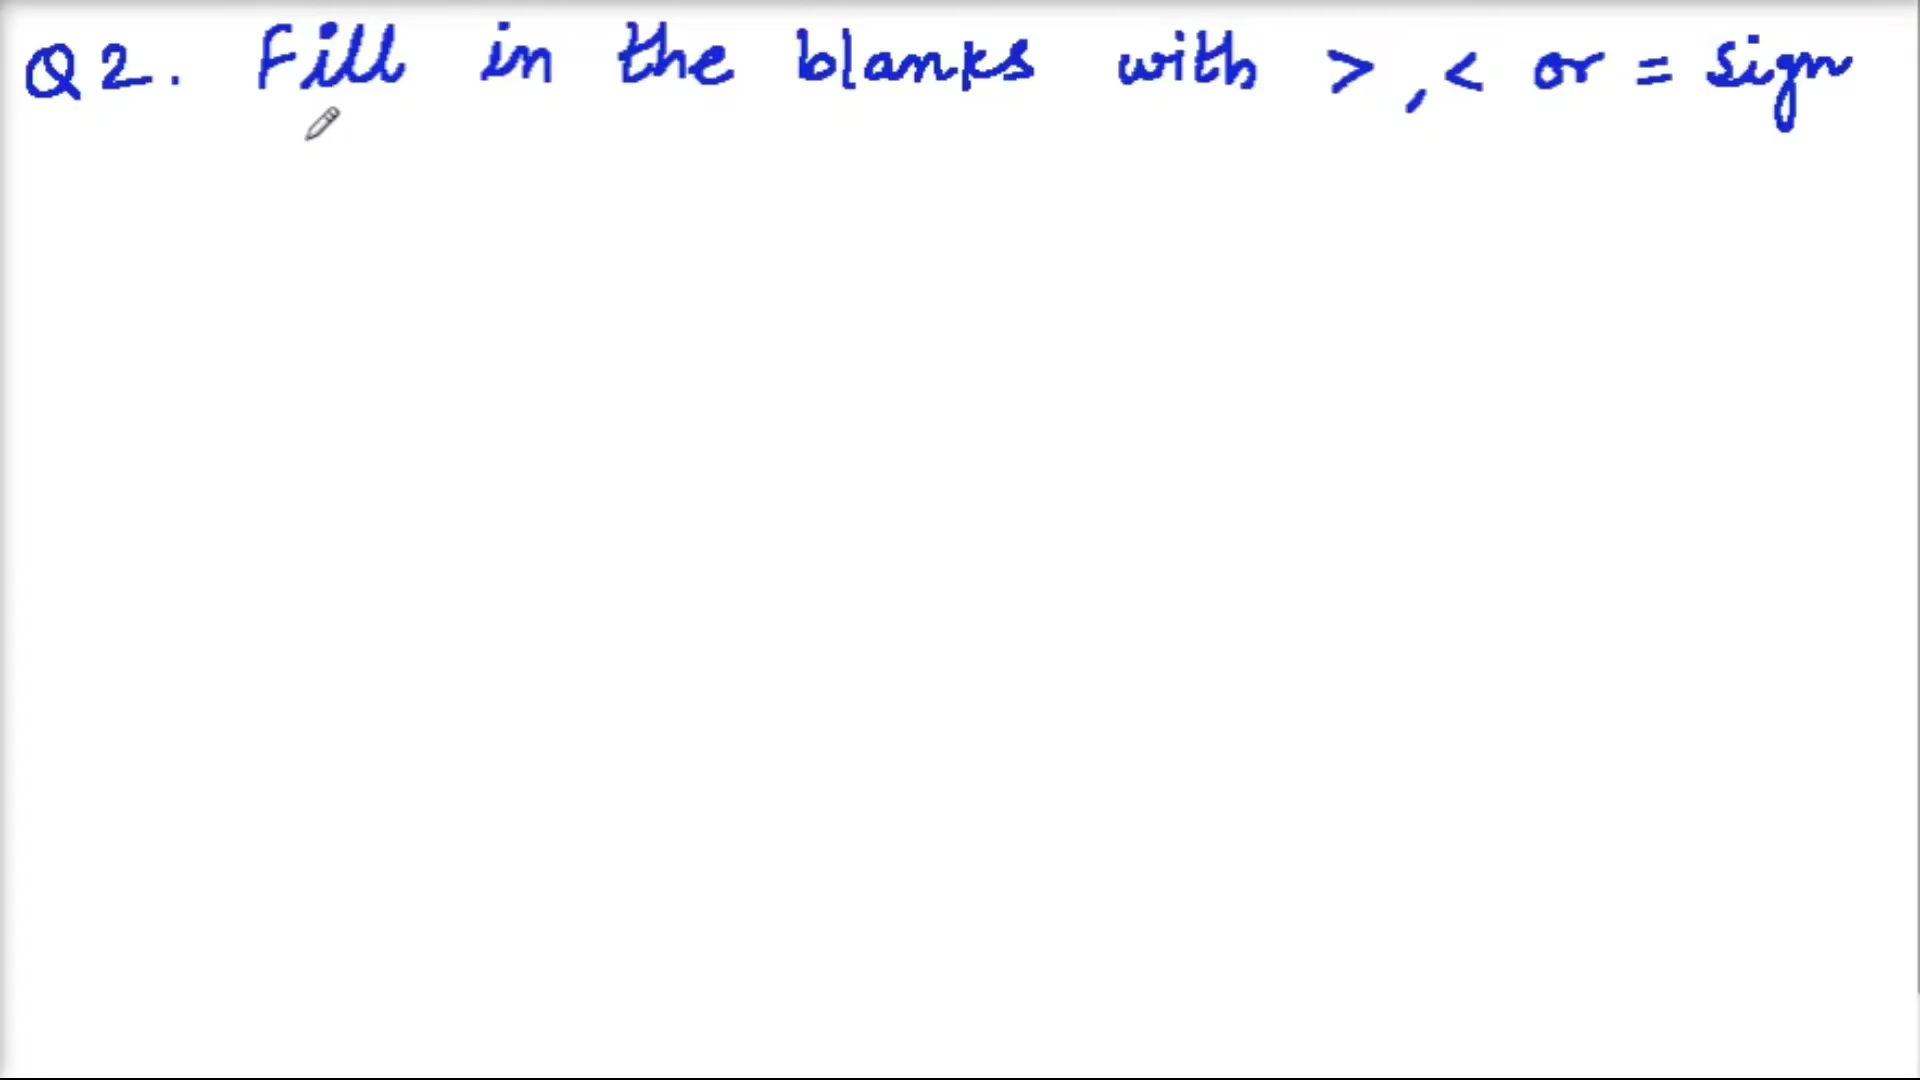 Q2. Fill in the blanks with >, < or = sign